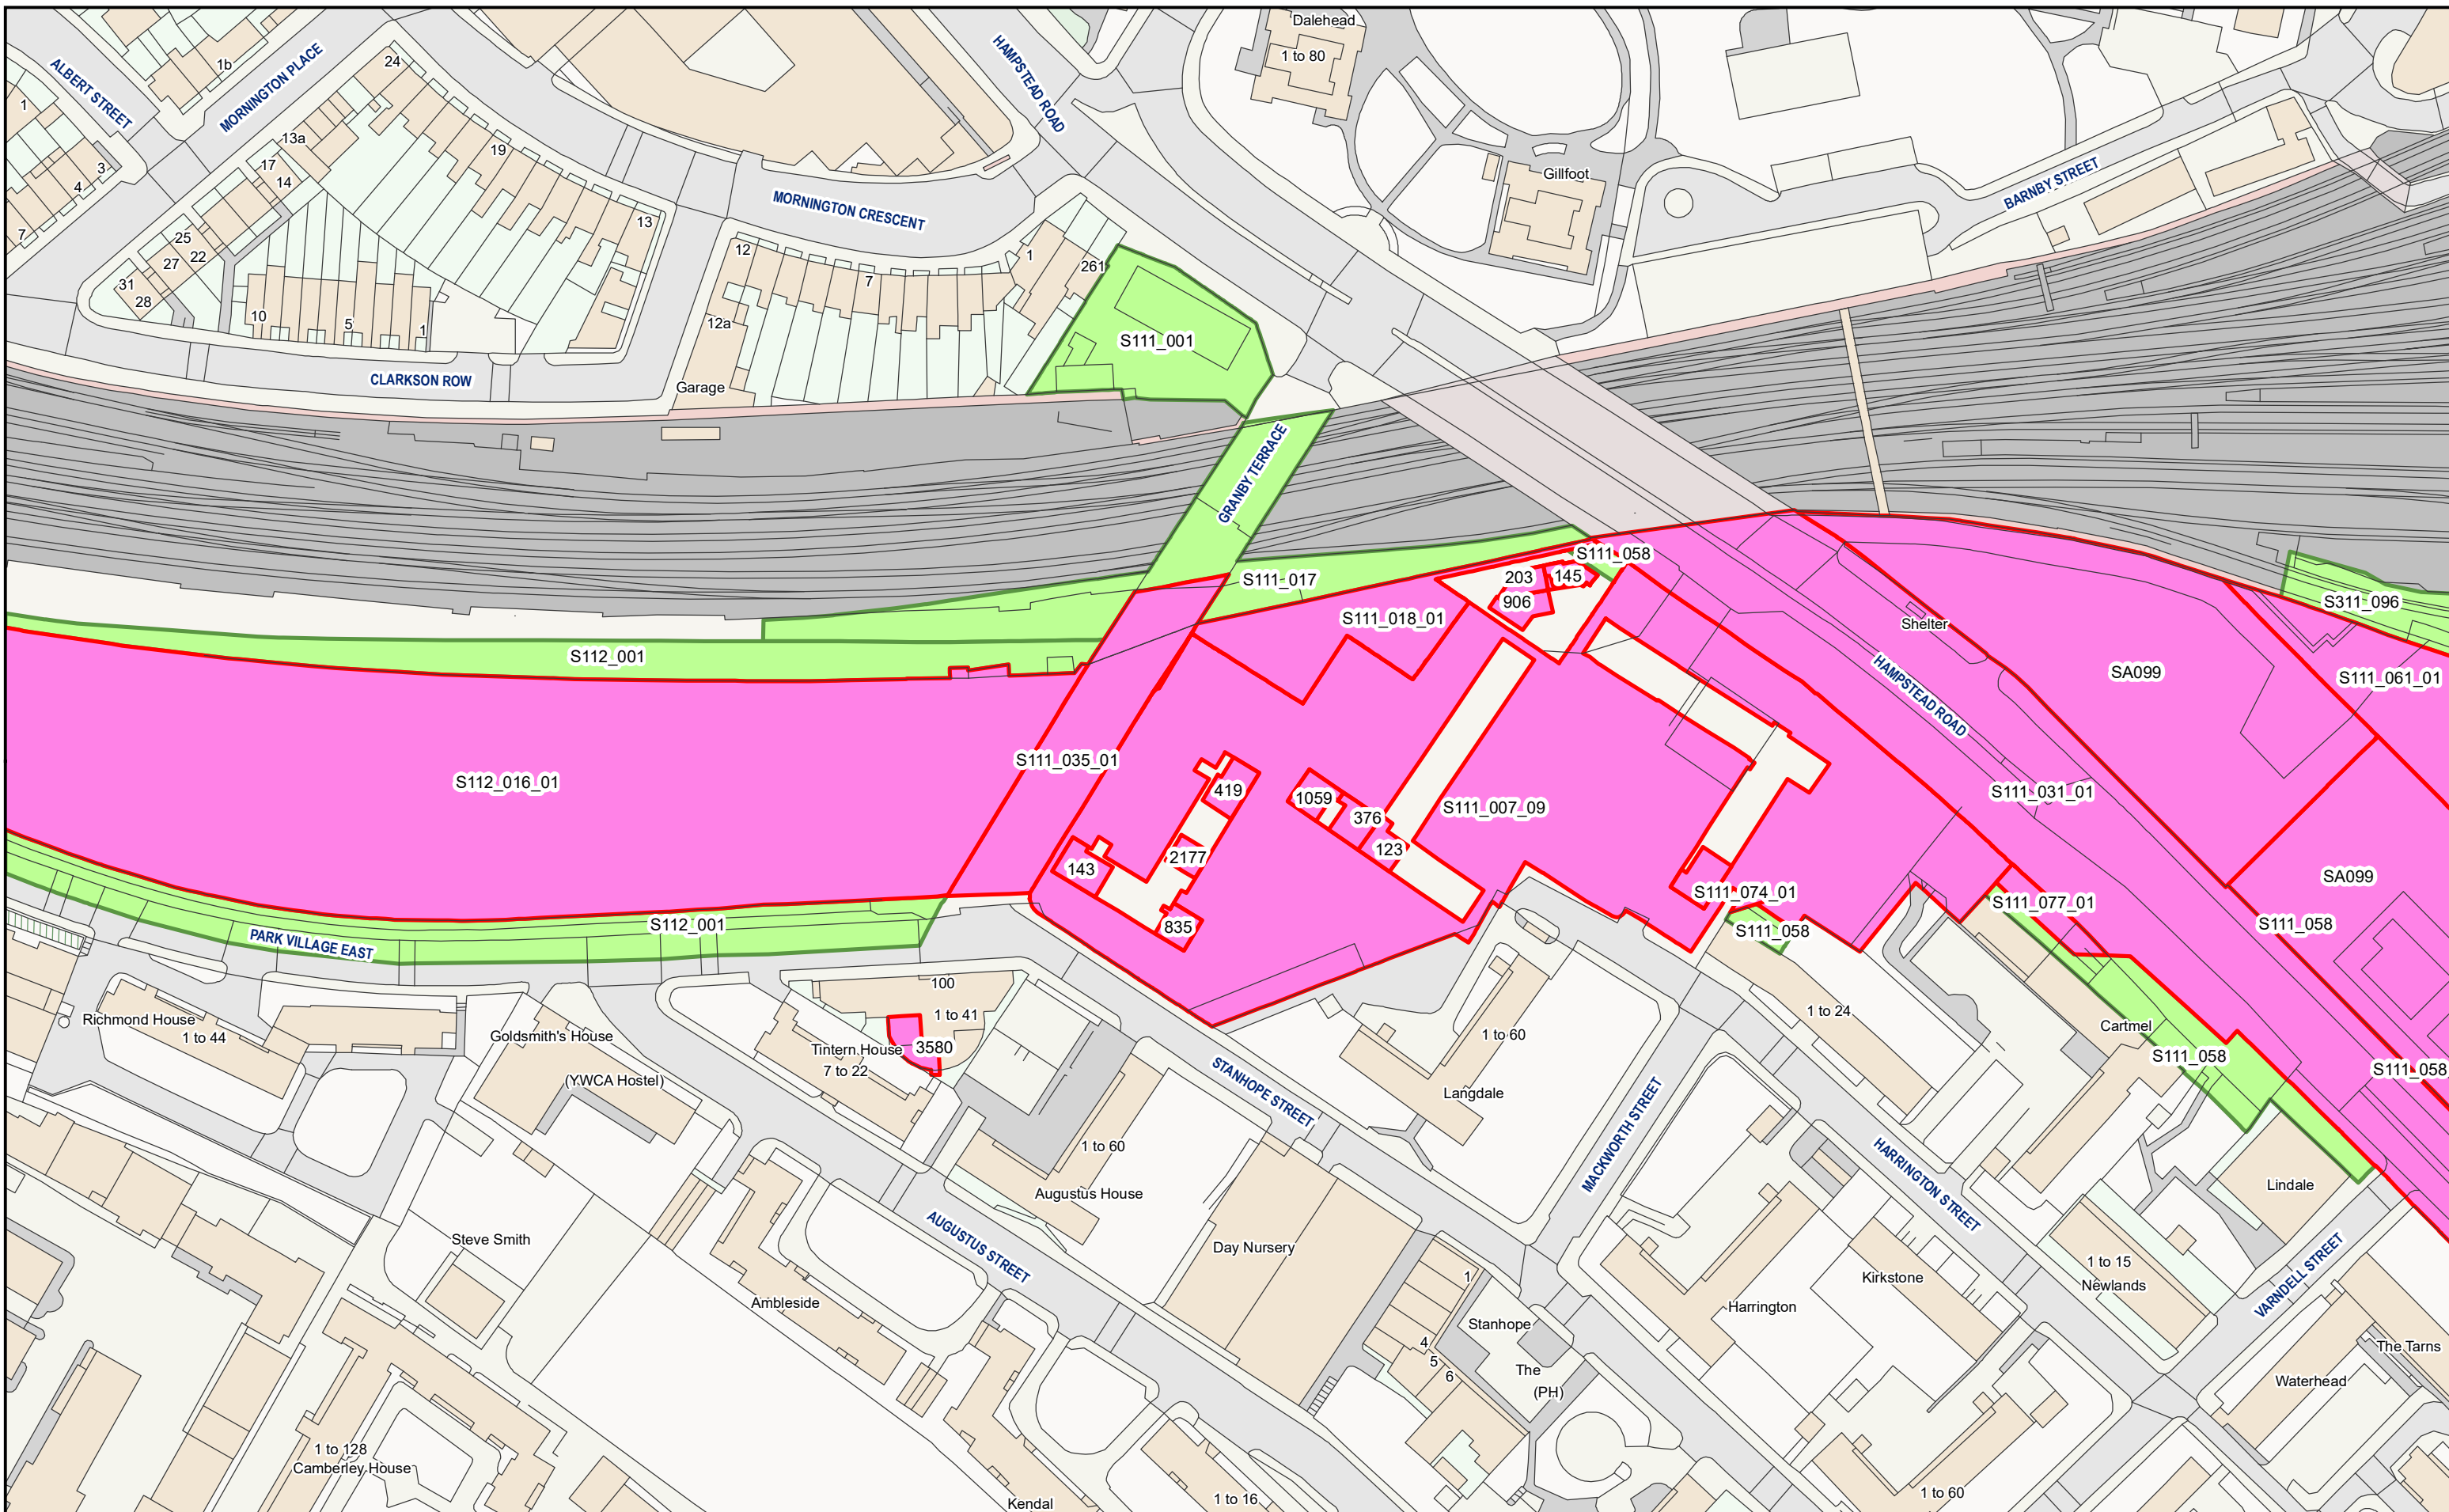 Dalehead
1 to 80
ALBERT STREET
1b
MORNINGTON PLACE
24
HAMPSTEAD ROAD
1
13a
19
17
14
3
4
7
Gillfoot
BARNBY STREET
MORNINGTON CRESCENT
13
25
22
27
31
28
12
7
1
261
10
5
1
12a
S111_001
CLARKSON ROW
Garage
GRANBY TERRACE
S111_017
S111_058
203
145
906
S111_018_01
S311_096
Shelter
S112_001
SA099
S111_061_01
HAMPSTEAD ROAD
S112_016_01
S111_035_01
419
1059
376
S111_007_09
S111_031_01
123
2177
143
SA099
S111_074_01
S111_077_01
835
S112_001
S111_058
S111_058
PARK VILLAGE EAST
100
1 to 41
Richmond House
1 to 44
Goldsmith's House
Tintern House
3580
7 to 22
(YWCA Hostel)
1 to 24
Cartmel
1 to 60
S111_058
S111_058
STANHOPE STREET
Langdale
MACKWORTH STREET
1 to 60
Augustus House
HARRINGTON STREET
Lindale
Steve Smith
AUGUSTUS STREET
Day Nursery
1
1 to 15
Newlands
Kirkstone
VARNDELL STREET
Ambleside
Harrington
Stanhope
4
5
6
The
(PH)
The Tarns
Waterhead
1 to 128
Camberley House
Kendal
1 to 16
1 to 60